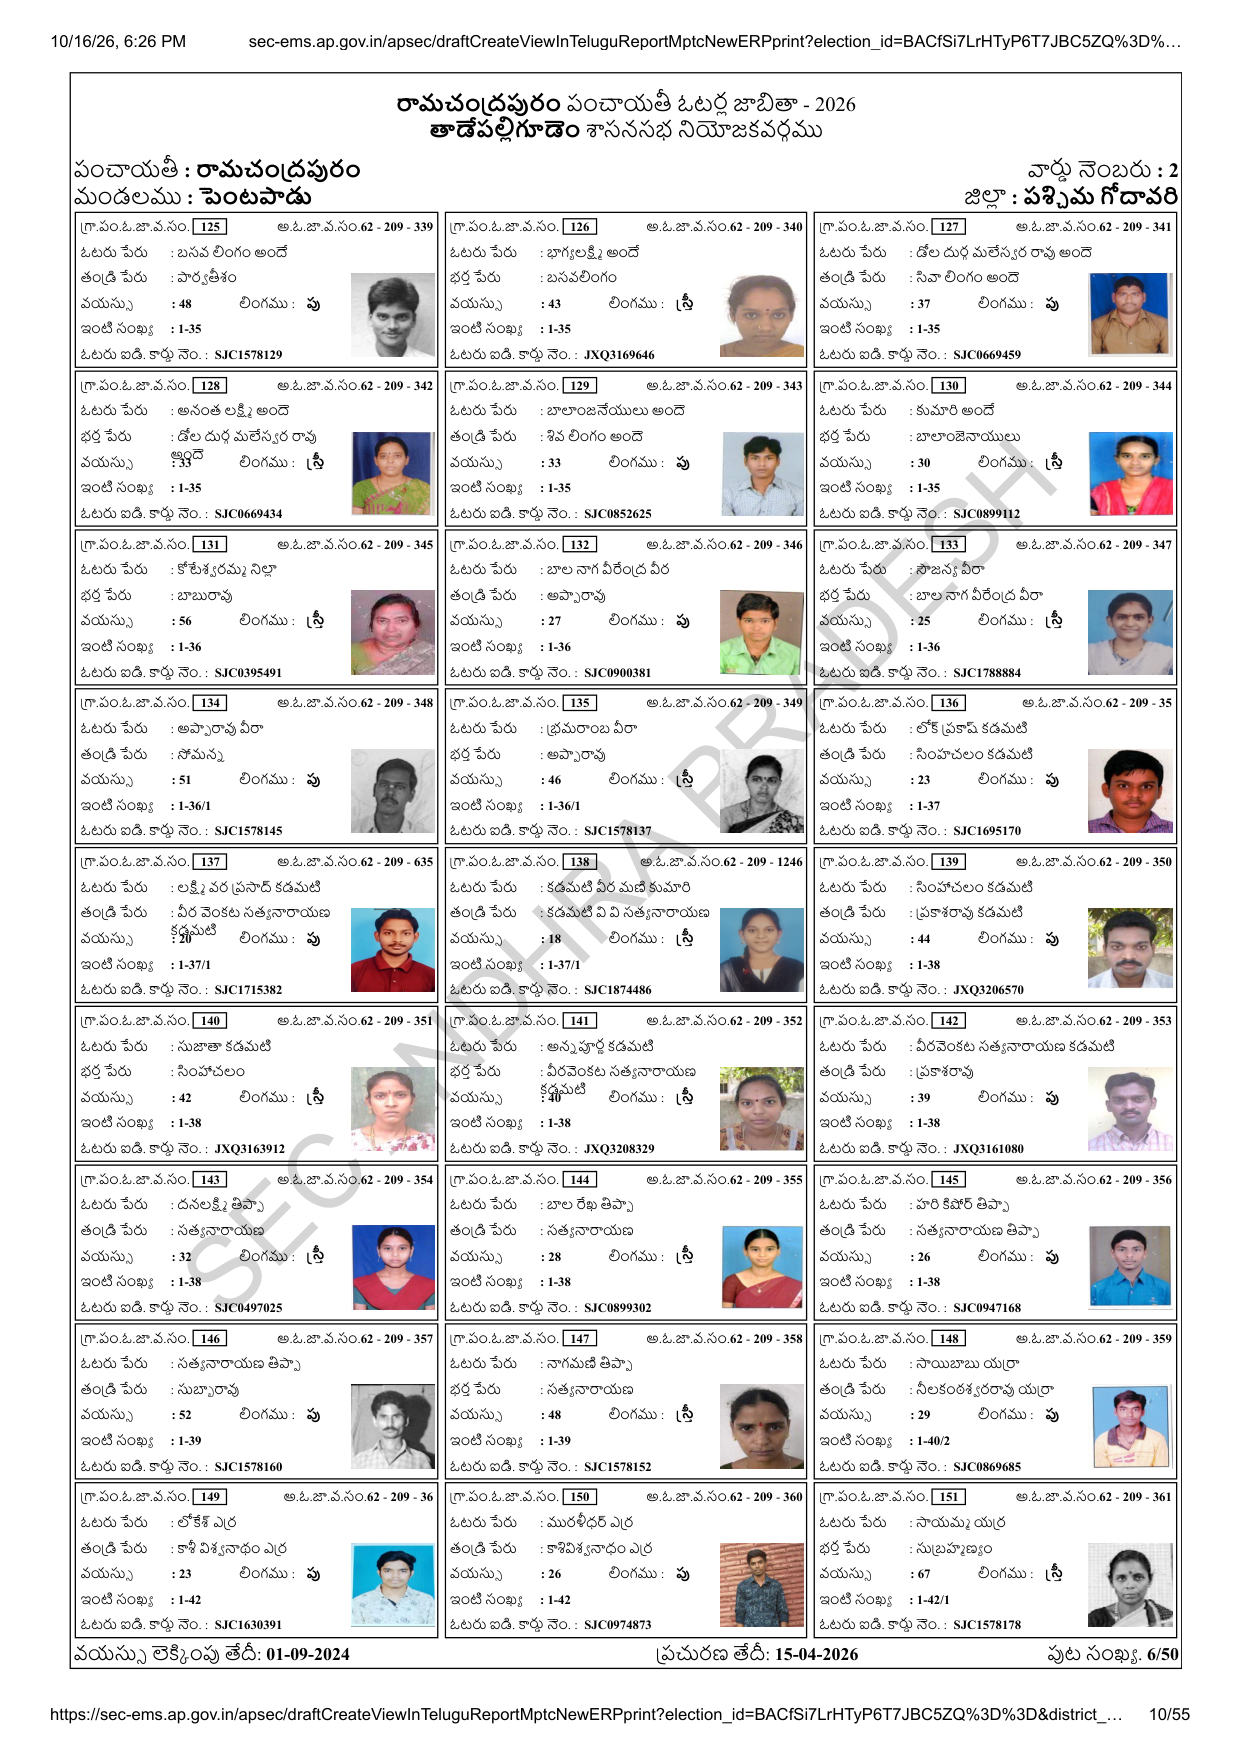 10/16/26, 6:26 PM sec-ems.ap.gov.in/apsec/draftCreateViewInTeluguReportMptcNewERPprint?election_id=BACfSi7LrHTyP6T7JBC5ZQ%3D%…
రామచంద్రపురం పంచాయతీ ఓటర్ల జాబితా - 2026
తాడేపల్లిగూడెం శాసనసభ నియోజకవర్గము
పంచాయతీ : రామచంద్రపురం వార్డు నెంబరు : 2
మండలము : పెంటపాడు జిల్లా : పశ్చిమ గోదావరి
గ్రా.పం.ఓ.జా.వ.సం. 125 అ.ఓ.జా.వ.సం.62 - 209 - 339
ఓటరు పేరు : బసవ లింగం అందే
తండ్రి పేరు : పార్వతీశం
వయస్సు : 48 లింగము : పు
ఇంటి సంఖ్య : 1-35
ఓటరు ఐడి. కార్డు నెం. : SJC1578129
గ్రా.పం.ఓ.జా.వ.సం. 126 అ.ఓ.జా.వ.సం.62 - 209 - 340
ఓటరు పేరు : భాగ్యలక్ష్మి అందే
భర్త పేరు : బసవలింగం
వయస్సు : 43 లింగము : స్త్రీ
ఇంటి సంఖ్య : 1-35
ఓటరు ఐడి. కార్డు నెం. : JXQ3169646
గ్రా.పం.ఓ.జా.వ.సం. 127 అ.ఓ.జా.వ.సం.62 - 209 - 341
ఓటరు పేరు : డోల దుర్గ మలేస్వర రావు అందె
తండ్రి పేరు : సివా లింగం అందె
వయస్సు : 37 లింగము : పు
ఇంటి సంఖ్య : 1-35
ఓటరు ఐడి. కార్డు నెం. : SJC0669459
గ్రా.పం.ఓ.జా.వ.సం. 128 అ.ఓ.జా.వ.సం.62 - 209 - 342
ఓటరు పేరు : అనంత లక్ష్మి అందె
భర్త పేరు : డోల దుర్గ మలేస్వర రావు
అందె
వయస్సు : 33 లింగము : స్త్రీ
ఇంటి సంఖ్య : 1-35
ఓటరు ఐడి. కార్డు నెం. : SJC0669434
గ్రా.పం.ఓ.జా.వ.సం. 129 అ.ఓ.జా.వ.సం.62 - 209 - 343
ఓటరు పేరు : బాలాంజనేయులు అందె
తండ్రి పేరు : శివ లింగం అందె
వయస్సు : 33 లింగము : పు
ఇంటి సంఖ్య : 1-35
ఓటరు ఐడి. కార్డు నెం. : SJC0852625
గ్రా.పం.ఓ.జా.వ.సం. 130 అ.ఓ.జా.వ.సం.62 - 209 - 344
ఓటరు పేరు : కుమారి అందే
భర్త పేరు : బాలాంజెనాయులు
వయస్సు : 30 లింగము : స్త్రీ
ఇంటి సంఖ్య : 1-35
ఓటరు ఐడి. కార్డు నెం. : SJC0899112
గ్రా.పం.ఓ.జా.వ.సం. 131 అ.ఓ.జా.వ.సం.62 - 209 - 345
ఓటరు పేరు : కోటేశ్వరమ్మ నిల్లా
భర్త పేరు : బాబురావు
వయస్సు : 56 లింగము : స్త్రీ
ఇంటి సంఖ్య : 1-36
ఓటరు ఐడి. కార్డు నెం. : SJC0395491
గ్రా.పం.ఓ.జా.వ.సం. 132 అ.ఓ.జా.వ.సం.62 - 209 - 346
ఓటరు పేరు : బాల నాగ వీరేంద్ర వీర
తండ్రి పేరు : అప్పారావు
వయస్సు : 27 లింగము : పు
ఇంటి సంఖ్య : 1-36
ఓటరు ఐడి. కార్డు నెం. : SJC0900381
గ్రా.పం.ఓ.జా.వ.సం. 133 అ.ఓ.జా.వ.సం.62 - 209 - 347
ఓటరు పేరు : సౌజన్య వీరా
భర్త పేరు : బాల నాగ వీరేంద్ర వీరా
వయస్సు : 25 లింగము : స్త్రీ
ఇంటి సంఖ్య : 1-36
ఓటరు ఐడి. కార్డు నెం. : SJC1788884
గ్రా.పం.ఓ.జా.వ.సం. 134 అ.ఓ.జా.వ.సం.62 - 209 - 348
ఓటరు పేరు : అప్పారావు వీరా
తండ్రి పేరు : సోమన్న
వయస్సు : 51 లింగము : పు
ఇంటి సంఖ్య : 1-36/1
ఓటరు ఐడి. కార్డు నెం. : SJC1578145
గ్రా.పం.ఓ.జా.వ.సం. 135 అ.ఓ.జా.వ.సం.62 - 209 - 349
ఓటరు పేరు : భ్రమరాంబ వీరా
భర్త పేరు : అప్పారావు
వయస్సు : 46 లింగము : స్త్రీ
ఇంటి సంఖ్య : 1-36/1
ఓటరు ఐడి. కార్డు నెం. : SJC1578137
గ్రా.పం.ఓ.జా.వ.సం. 136 అ.ఓ.జా.వ.సం.62 - 209 - 35
ఓటరు పేరు : లోక్ ప్రకాష్ కడమటి
తండ్రి పేరు : సింహచలం కడమటి
వయస్సు : 23 లింగము : పు
ఇంటి సంఖ్య : 1-37
ఓటరు ఐడి. కార్డు నెం. : SJC1695170
గ్రా.పం.ఓ.జా.వ.సం. 137 అ.ఓ.జా.వ.సం.62 - 209 - 635
ఓటరు పేరు : లక్ష్మి వర ప్రసాద్ కడమటి
తండ్రి పేరు : వీర వెంకట సత్యనారాయణ
కడమటి
వయస్సు : 20 లింగము : పు
ఇంటి సంఖ్య : 1-37/1
ఓటరు ఐడి. కార్డు నెం. : SJC1715382
గ్రా.పం.ఓ.జా.వ.సం. 138 అ.ఓ.జా.వ.సం.62 - 209 - 1246
ఓటరు పేరు : కడమటి వీర మణి కుమారి
తండ్రి పేరు : కడమటి వి వి సత్యనారాయణ
వయస్సు : 18 లింగము : స్త్రీ
ఇంటి సంఖ్య : 1-37/1
ఓటరు ఐడి. కార్డు నెం. : SJC1874486
గ్రా.పం.ఓ.జా.వ.సం. 139 అ.ఓ.జా.వ.సం.62 - 209 - 350
ఓటరు పేరు : సింహాచలం కడమటి
తండ్రి పేరు : ప్రకాశరావు కడమటి
వయస్సు : 44 లింగము : పు
ఇంటి సంఖ్య : 1-38
ఓటరు ఐడి. కార్డు నెం. : JXQ3206570
గ్రా.పం.ఓ.జా.వ.సం. 140 అ.ఓ.జా.వ.సం.62 - 209 - 351
ఓటరు పేరు : సుజాతా కడమటి
భర్త పేరు : సింహాచలం
వయస్సు : 42 లింగము : స్త్రీ
ఇంటి సంఖ్య : 1-38
ఓటరు ఐడి. కార్డు నెం. : JXQ3163912
గ్రా.పం.ఓ.జా.వ.సం. 141 అ.ఓ.జా.వ.సం.62 - 209 - 352
ఓటరు పేరు : అన్నపూర్ణ కడమటి
భర్త పేరు : వీరవెంకట సత్యనారాయణ
కడమటి
వయస్సు : 40 లింగము : స్త్రీ
ఇంటి సంఖ్య : 1-38
ఓటరు ఐడి. కార్డు నెం. : JXQ3208329
గ్రా.పం.ఓ.జా.వ.సం. 142 అ.ఓ.జా.వ.సం.62 - 209 - 353
ఓటరు పేరు : వీరవెంకట సత్యనారాయణ కడమటి
తండ్రి పేరు : ప్రకాశరావు
వయస్సు : 39 లింగము : పు
ఇంటి సంఖ్య : 1-38
ఓటరు ఐడి. కార్డు నెం. : JXQ3161080
గ్రా.పం.ఓ.జా.వ.సం. 143 అ.ఓ.జా.వ.సం.62 - 209 - 354
ఓటరు పేరు : దనలక్ష్మి తిప్పా
తండ్రి పేరు : సత్యనారాయణ
వయస్సు : 32 లింగము : స్త్రీ
ఇంటి సంఖ్య : 1-38
ఓటరు ఐడి. కార్డు నెం. : SJC0497025
గ్రా.పం.ఓ.జా.వ.సం. 144 అ.ఓ.జా.వ.సం.62 - 209 - 355
ఓటరు పేరు : బాల రేఖ తిప్పా
తండ్రి పేరు : సత్యనారాయణ
వయస్సు : 28 లింగము : స్త్రీ
ఇంటి సంఖ్య : 1-38
ఓటరు ఐడి. కార్డు నెం. : SJC0899302
గ్రా.పం.ఓ.జా.వ.సం. 145 అ.ఓ.జా.వ.సం.62 - 209 - 356
ఓటరు పేరు : హరి కిషోర్ తిప్పా
తండ్రి పేరు : సత్యనారాయణ తిప్పా
వయస్సు : 26 లింగము : పు
ఇంటి సంఖ్య : 1-38
ఓటరు ఐడి. కార్డు నెం. : SJC0947168
గ్రా.పం.ఓ.జా.వ.సం. 146 అ.ఓ.జా.వ.సం.62 - 209 - 357
ఓటరు పేరు : సత్యనారాయణ తిప్పా
తండ్రి పేరు : సుబ్బారావు
వయస్సు : 52 లింగము : పు
ఇంటి సంఖ్య : 1-39
ఓటరు ఐడి. కార్డు నెం. : SJC1578160
గ్రా.పం.ఓ.జా.వ.సం. 147 అ.ఓ.జా.వ.సం.62 - 209 - 358
ఓటరు పేరు : నాగమణి తిప్పా
భర్త పేరు : సత్యనారాయణ
వయస్సు : 48 లింగము : స్త్రీ
ఇంటి సంఖ్య : 1-39
ఓటరు ఐడి. కార్డు నెం. : SJC1578152
గ్రా.పం.ఓ.జా.వ.సం. 148 అ.ఓ.జా.వ.సం.62 - 209 - 359
ఓటరు పేరు : సాయిబాబు యర్రా
తండ్రి పేరు : నీలకంఠశ్వరరావు యర్రా
వయస్సు : 29 లింగము : పు
ఇంటి సంఖ్య : 1-40/2
ఓటరు ఐడి. కార్డు నెం. : SJC0869685
గ్రా.పం.ఓ.జా.వ.సం. 149 అ.ఓ.జా.వ.సం.62 - 209 - 36
ఓటరు పేరు : లోకేశ్ ఎర్ర
తండ్రి పేరు : కాశీ విశ్వనాథం ఎర్ర
వయస్సు : 23 లింగము : పు
ఇంటి సంఖ్య : 1-42
ఓటరు ఐడి. కార్డు నెం. : SJC1630391
గ్రా.పం.ఓ.జా.వ.సం. 150 అ.ఓ.జా.వ.సం.62 - 209 - 360
ఓటరు పేరు : మురళీధర్ ఎర్ర
తండ్రి పేరు : కాశివిశ్వనాధం ఎర్ర
వయస్సు : 26 లింగము : పు
ఇంటి సంఖ్య : 1-42
ఓటరు ఐడి. కార్డు నెం. : SJC0974873
గ్రా.పం.ఓ.జా.వ.సం. 151 అ.ఓ.జా.వ.సం.62 - 209 - 361
ఓటరు పేరు : సాయమ్మ యర్ర
భర్త పేరు : సుబ్రహ్మణ్యం
వయస్సు : 67 లింగము : స్త్రీ
ఇంటి సంఖ్య : 1-42/1
ఓటరు ఐడి. కార్డు నెం. : SJC1578178
SEC ANDHRA PRADESH
వయస్సు లెక్కింపు తేదీ: 01-09-2024 ప్రచురణ తేదీ: 15-04-2026 పుట సంఖ్య. 6/50
https://sec-ems.ap.gov.in/apsec/draftCreateViewInTeluguReportMptcNewERPprint?election_id=BACfSi7LrHTyP6T7JBC5ZQ%3D%3D&district_… 10/55